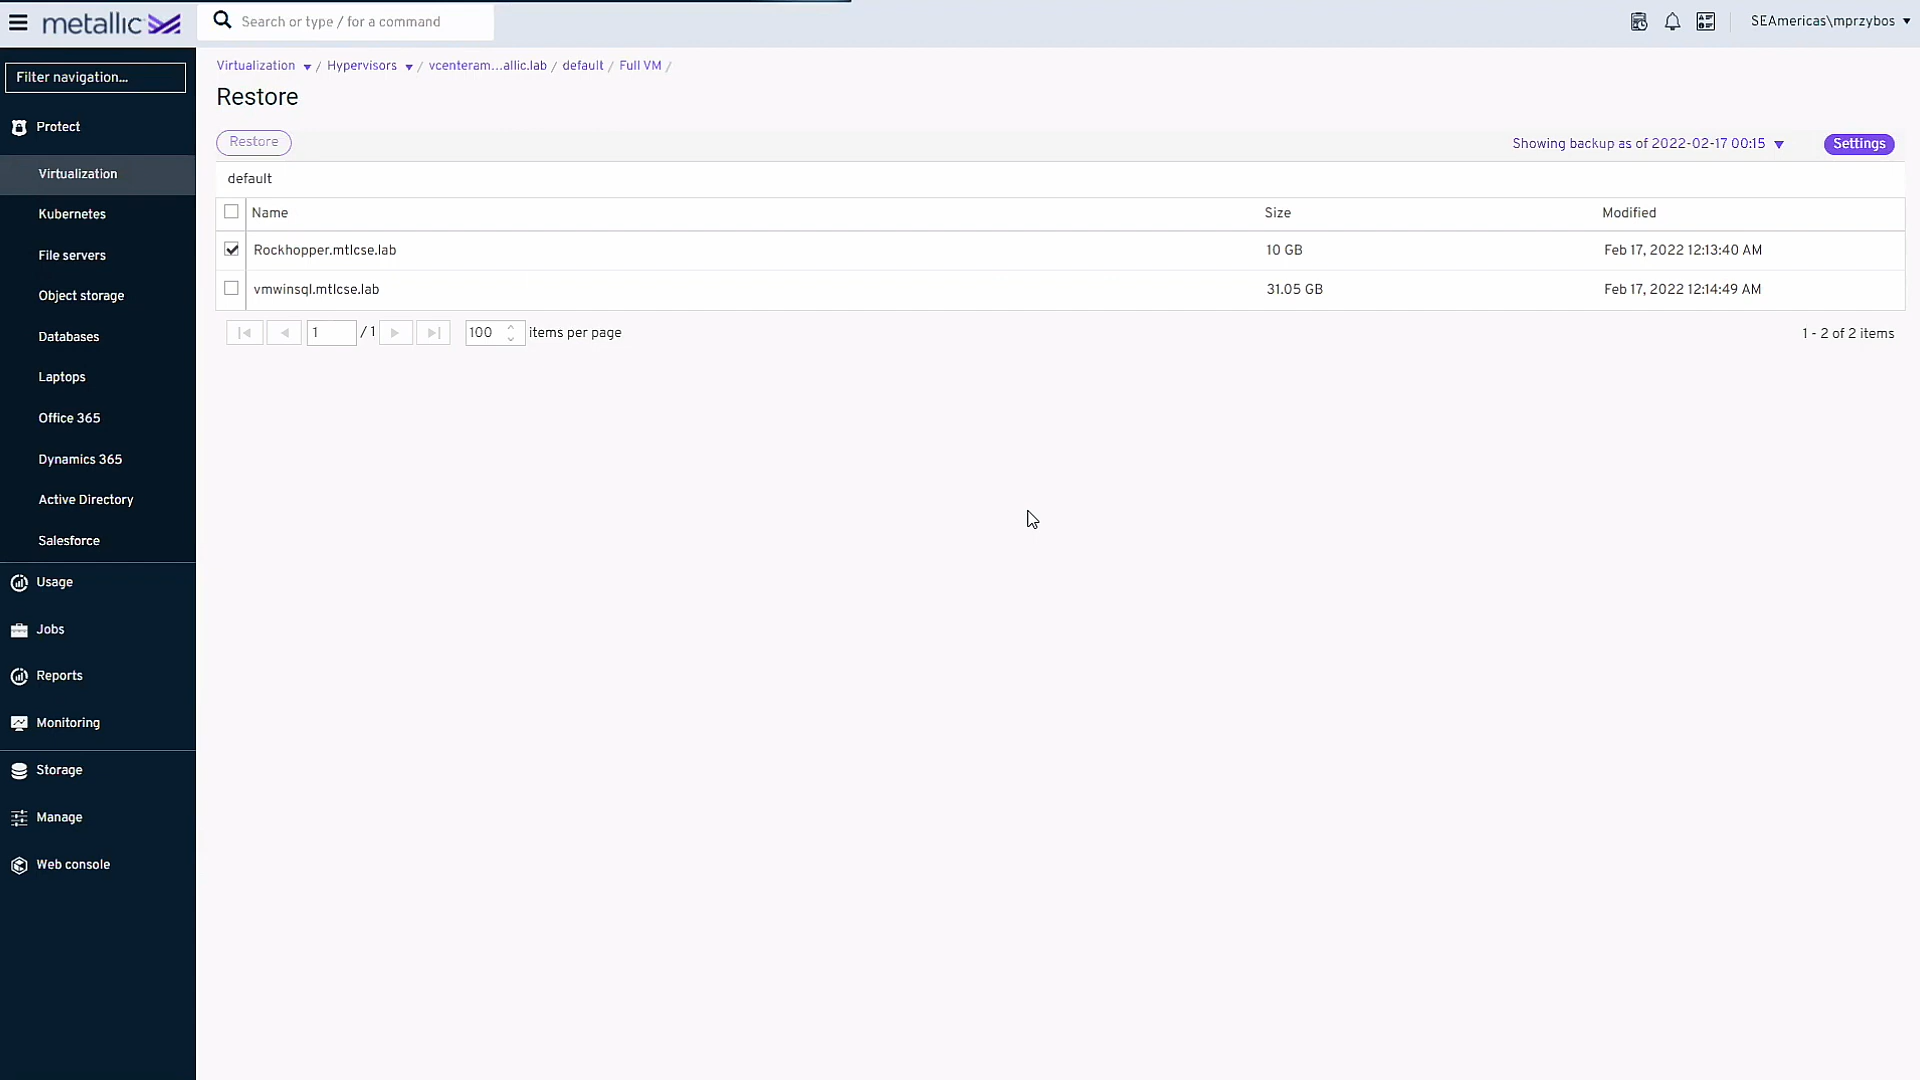 metallic
Search or type / for a command
SEAmericas\mprzybos
Filter navigation...
Virtualization / Hypervisors / vcenteram...allic.lab / default / Full VM /
Restore
Protect
Restore
Showing backup as of 2022-02-17 00:15
Settings
Virtualization
default
Kubernetes
Name Size Modified
File servers
Rockhopper.mtlcse.lab 10 GB Feb 17, 2022 12:13:40 AM
Object storage
vmwinsql.mtlcse.lab 31.05 GB Feb 17, 2022 12:14:49 AM
Databases
1 / 1 100 items per page 1 - 2 of 2 items
Laptops
Office 365
Dynamics 365
Active Directory
Salesforce
Usage
Jobs
Reports
Monitoring
Storage
Manage
Web console